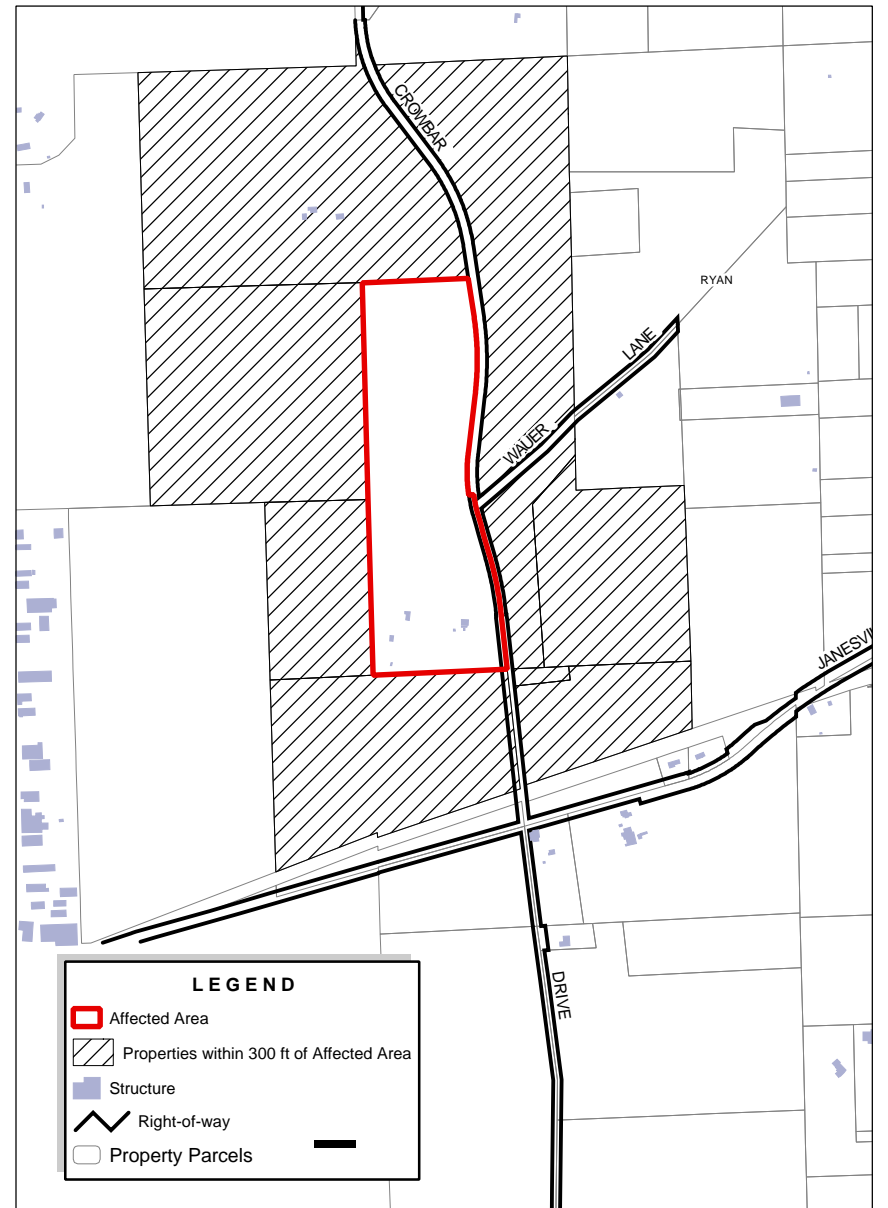 CROWBAR
RYAN
LANE
WAUER
JANESVI
DRIVE
LEGEND
Affected Area
Properties within 300 ft of Affected Area
Structure
Right-of-way
Property Parcels